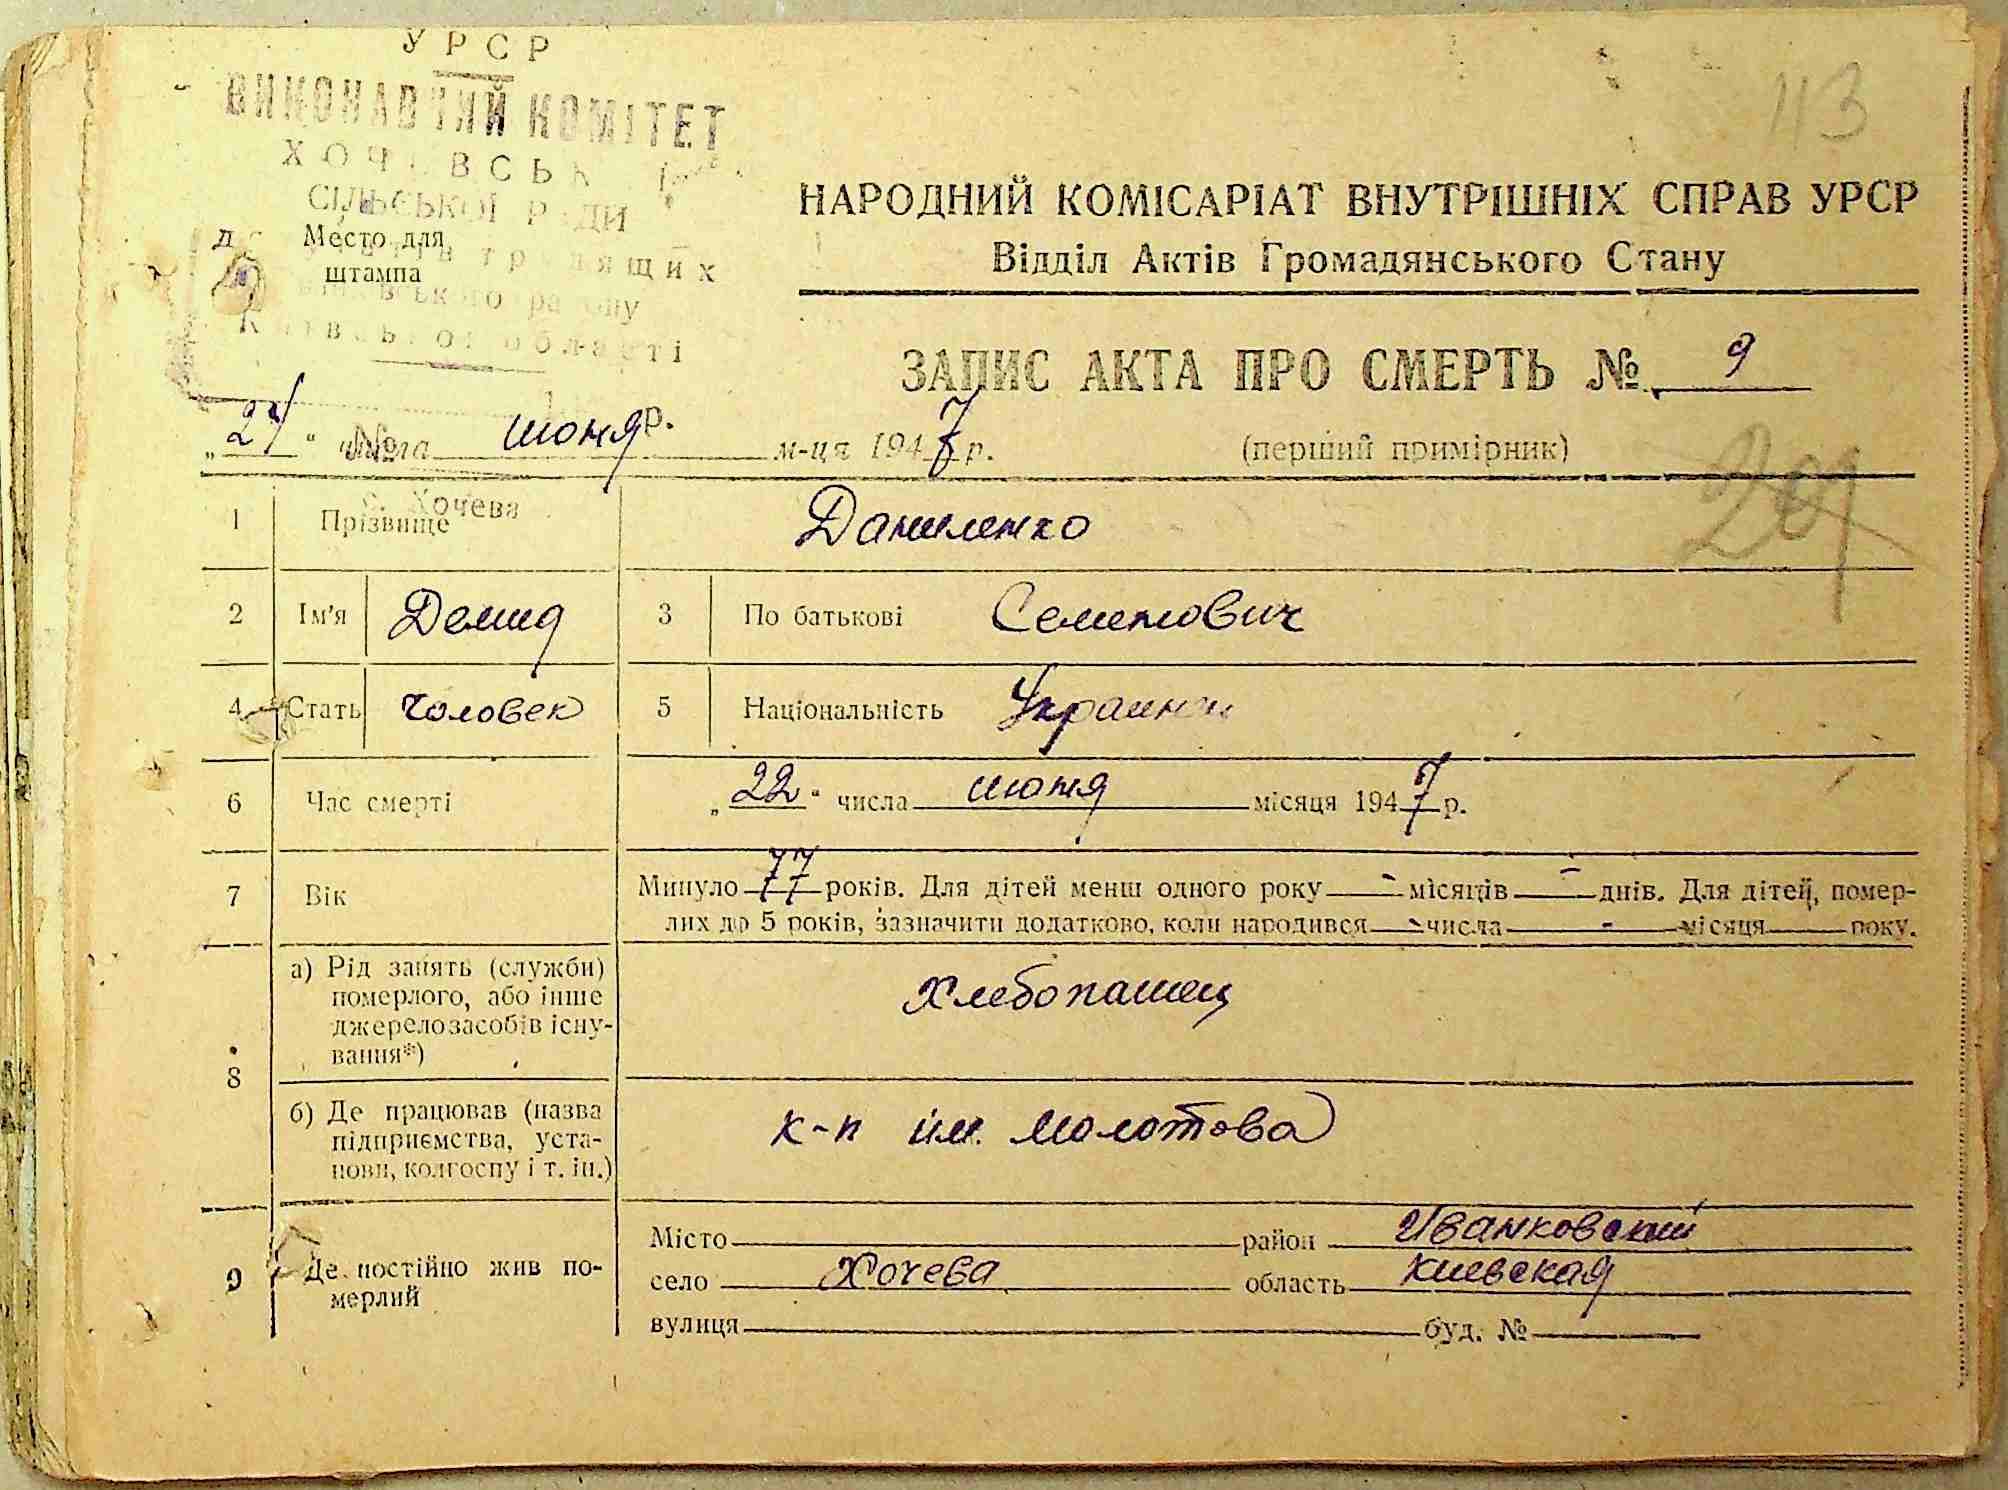 УРСР
ВИКОНАВЧИЙ КОМІТЕТ
СІЛЬСЬКОЇ РАДИ
Место для
штампа
трудящих
області
113
НАРОДНИЙ КОМІСАРІАТ ВНУТРІШНІХ СПРАВ УРСР
Відділ Актів Громадянського Стану
ЗАПИС АКТА ПРО СМЕРТЬ № 9
числа июня м-ця 1947 р. (перший примірник)
с. Хочева
1 Прізвище Даниленко
2 Ім'я Демид 3 По батькові Семенович
4 Стать Чоловек 5 Національність
6 Час смерті „22“ числа июня місяця 1947 р.
7 Вік Минуло 77 років. Для дітей менш одного року - місяців - днів. Для дітей, помер-
лих до 5 років, зазначити додатково, коли народився - числа - місяця року.
8 а) Рід занять (служби)
померлого, або інше
джерело засобів існу-
вання*)
Хлебопашец
б) Де працював (назва
підприємства, уста-
нови, колгоспу і т. ін.)
к-п им. Молотова
9 Де постійно жив по-
мерлий
Місто район Иванковский
село Хочева область Киевская
вулиця буд. №